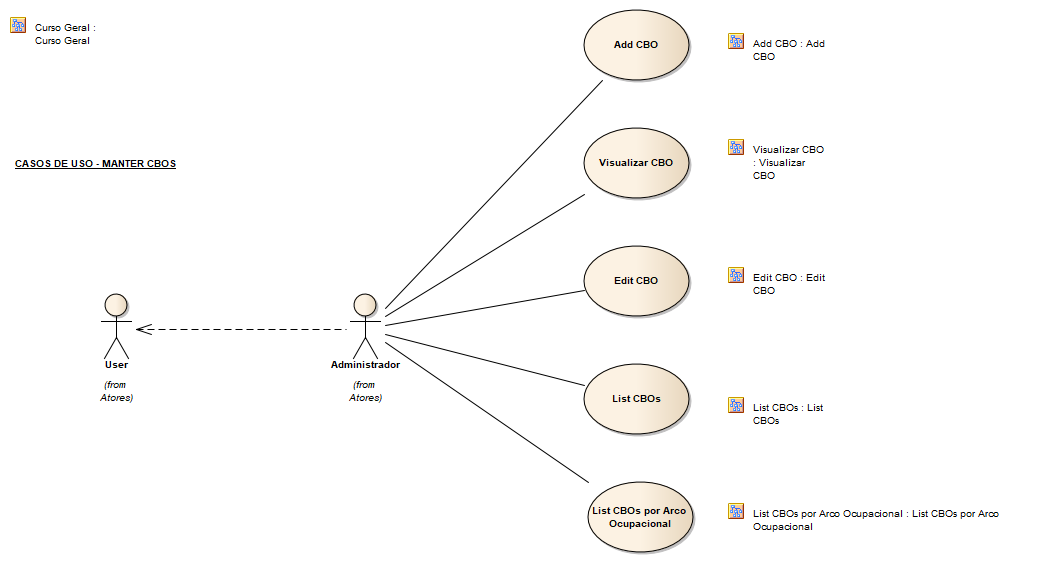 Curso Geral :
Curso Geral
Add CBO
Add CBO : Add
CBO
CASOS DE USO - MANTER CBOS
Visualizar CBO
Visualizar CBO
: Visualizar
CBO
Edit CBO
Edit CBO : Edit
CBO
User
(from
Atores)
Administrador
(from
Atores)
List CBOs
List CBOs : List
CBOs
List CBOs por Arco
Ocupacional
List CBOs por Arco Ocupacional : List CBOs por Arco
Ocupacional